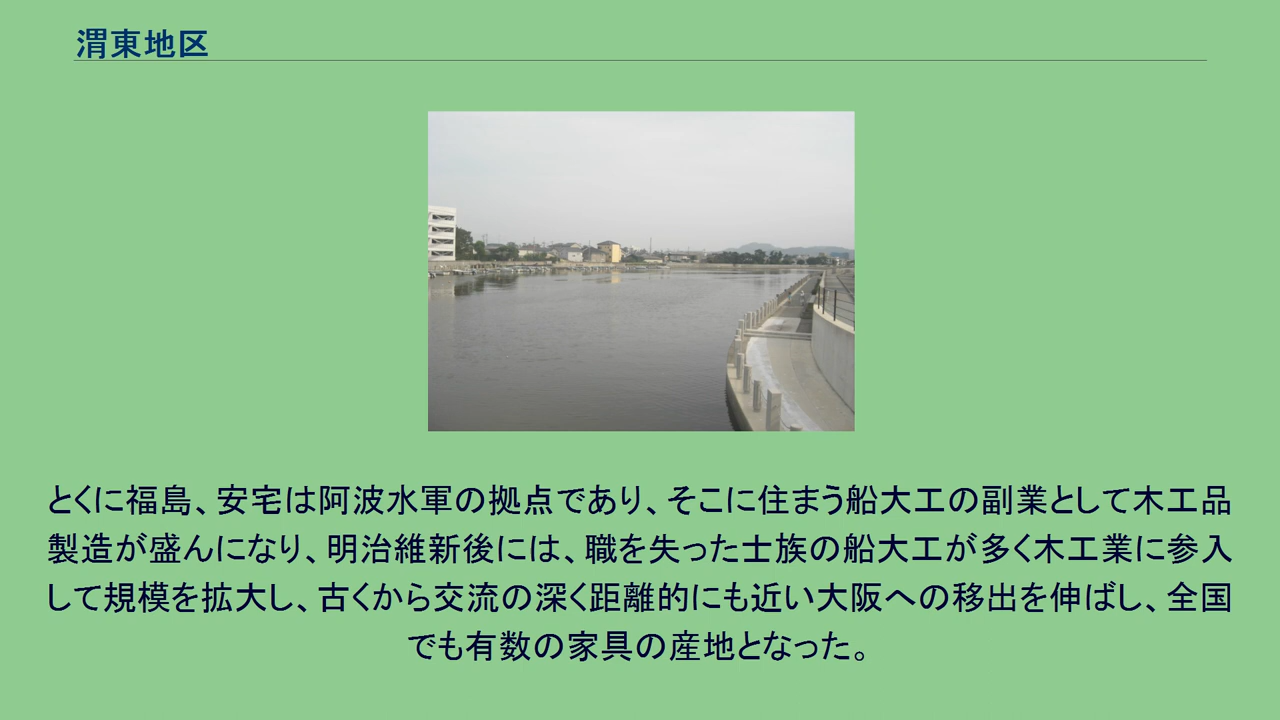 渭東地区
とくに福島、安宅は阿波水軍の拠点であり、そこに住まう船大工の副業として木工品
製造が盛んになり、明治維新後には、職を失った士族の船大工が多く木工業に参入
して規模を拡大し、古くから交流の深く距離的にも近い大阪への移出を伸ばし、全国
でも有数の家具の産地となった。